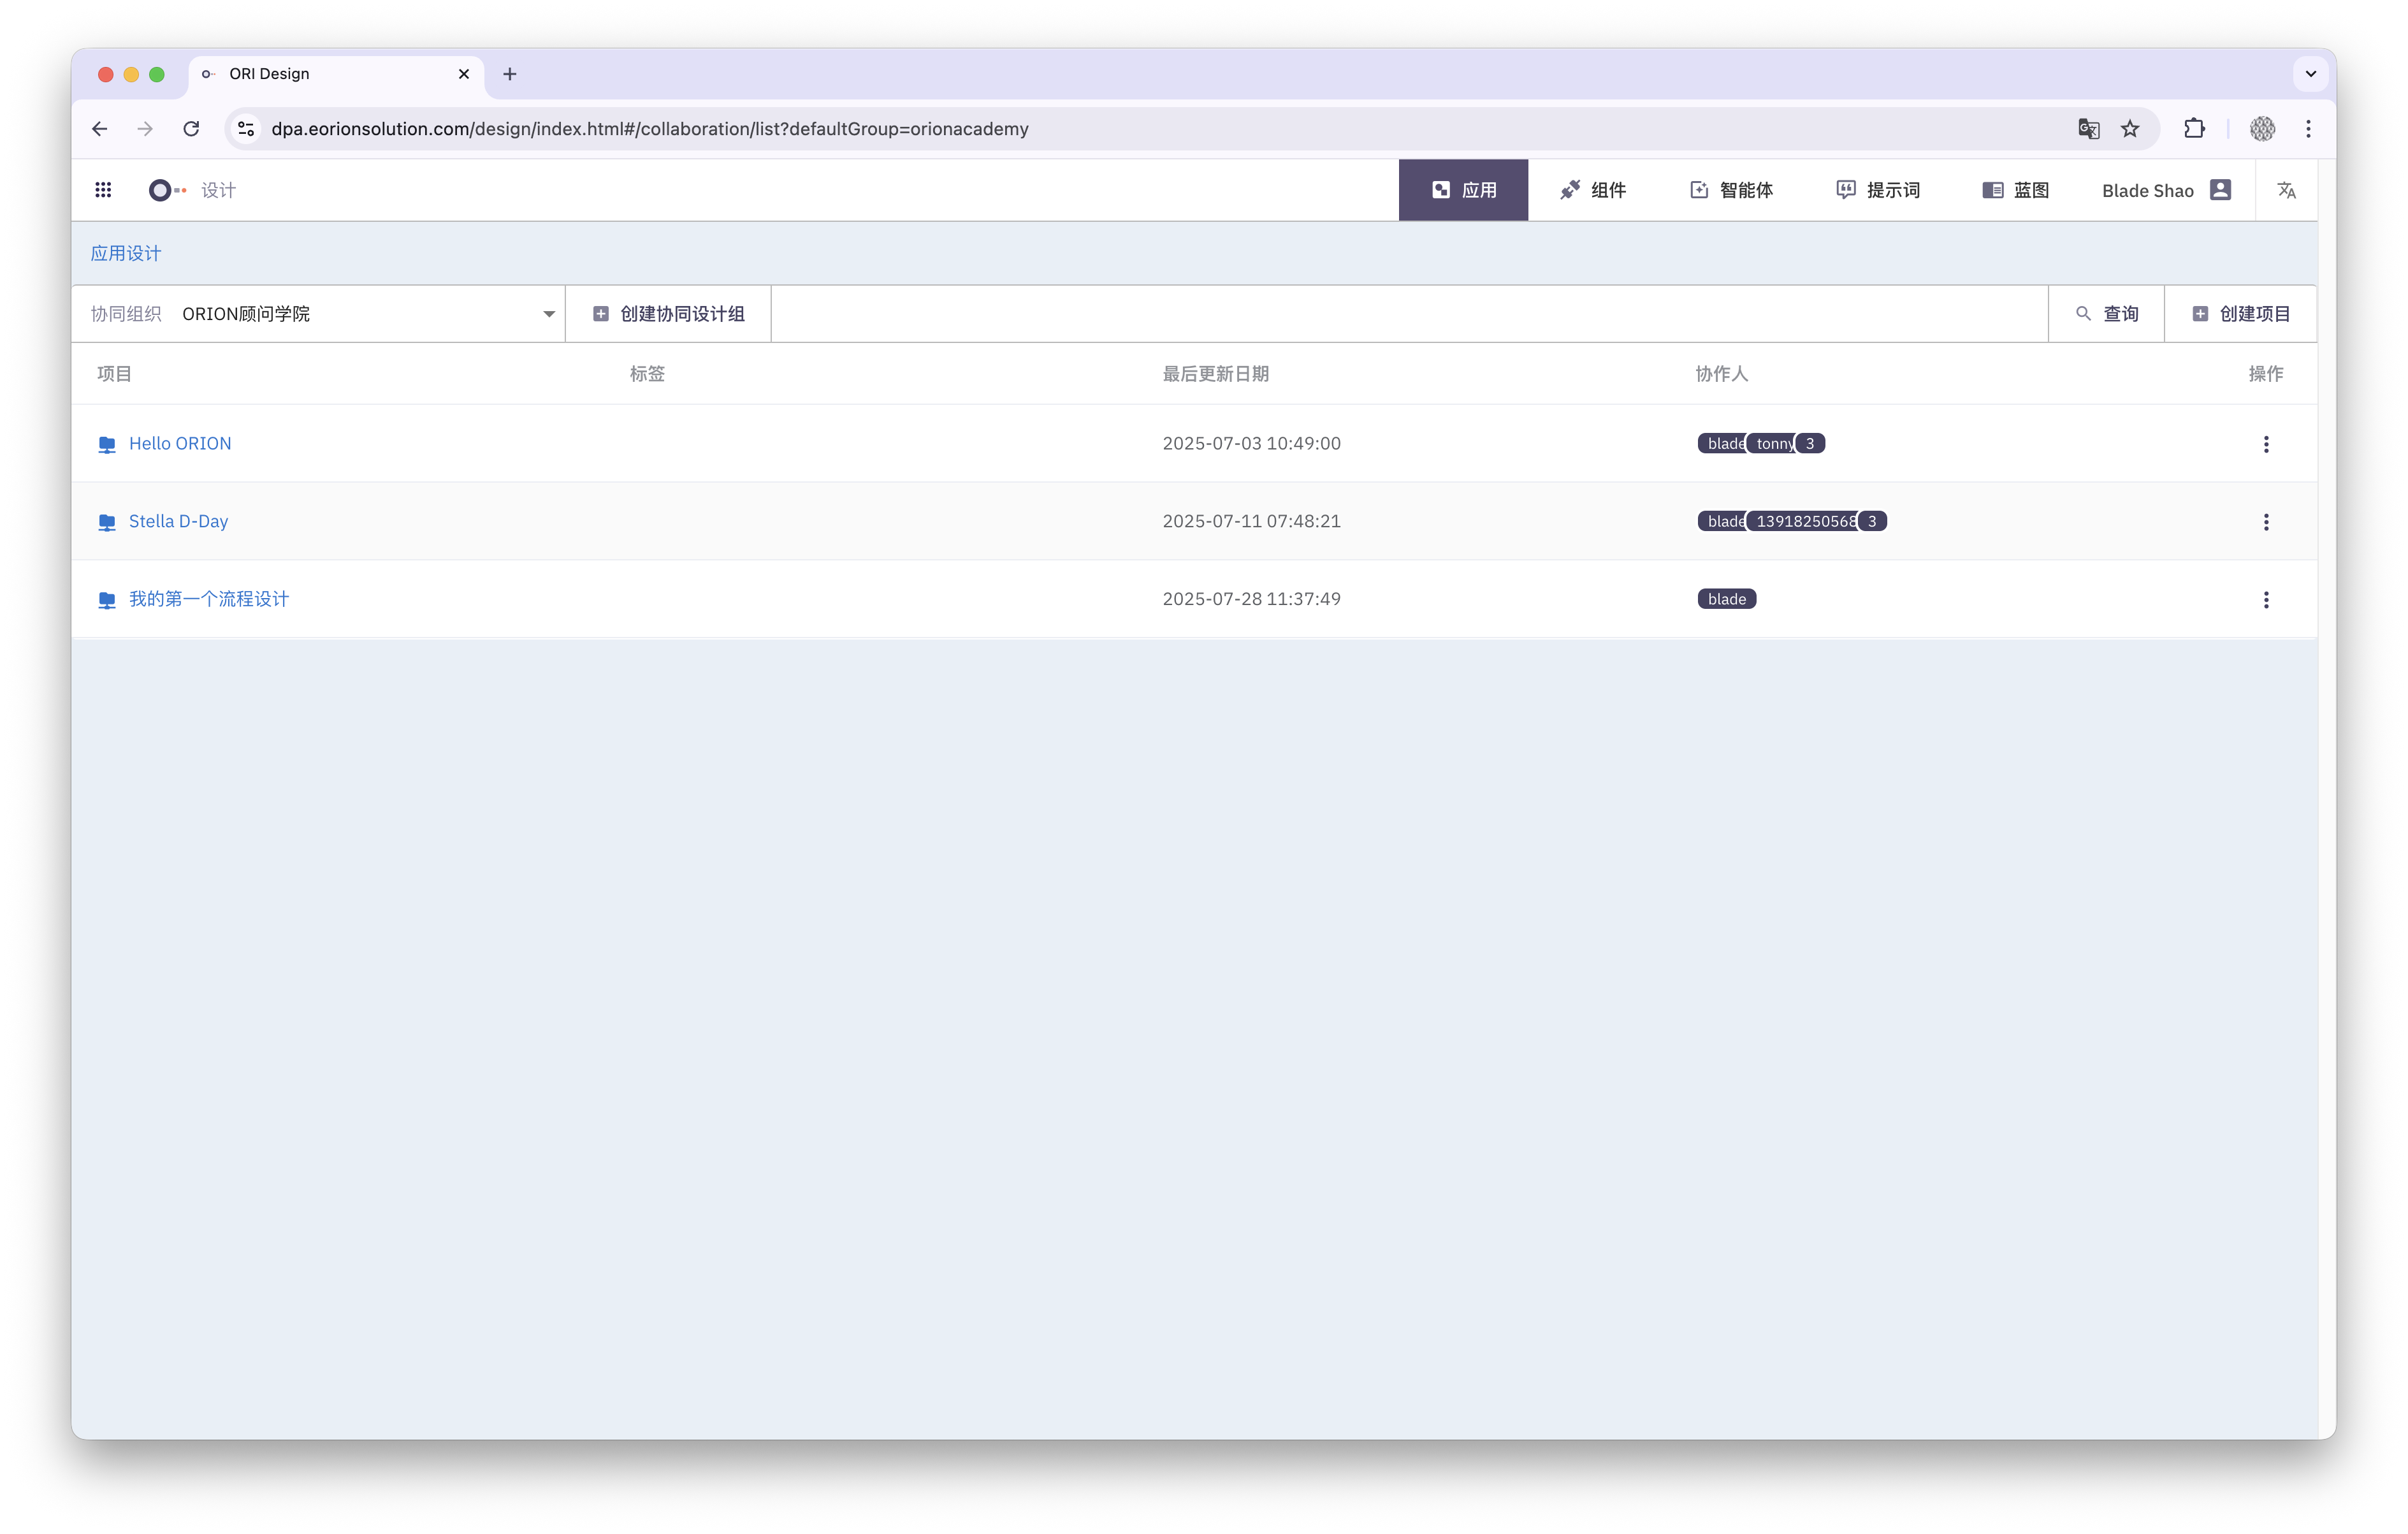 ORI Design
dpa.eorionsolution.com/design/index.html#/collaboration/list?defaultGroup=orionacademy
设计 应用 组件 智能体 提示词 蓝图 Blade Shao
应用设计
协同组织 ORION顾问学院 创建协同设计组 查询 创建项目
项目 标签 最后更新日期 协作人 操作
Hello ORION 2025-07-03 10:49:00 blade tonny 3
Stella D-Day 2025-07-11 07:48:21 blade 13918250568 3
我的第一个流程设计 2025-07-28 11:37:49 blade